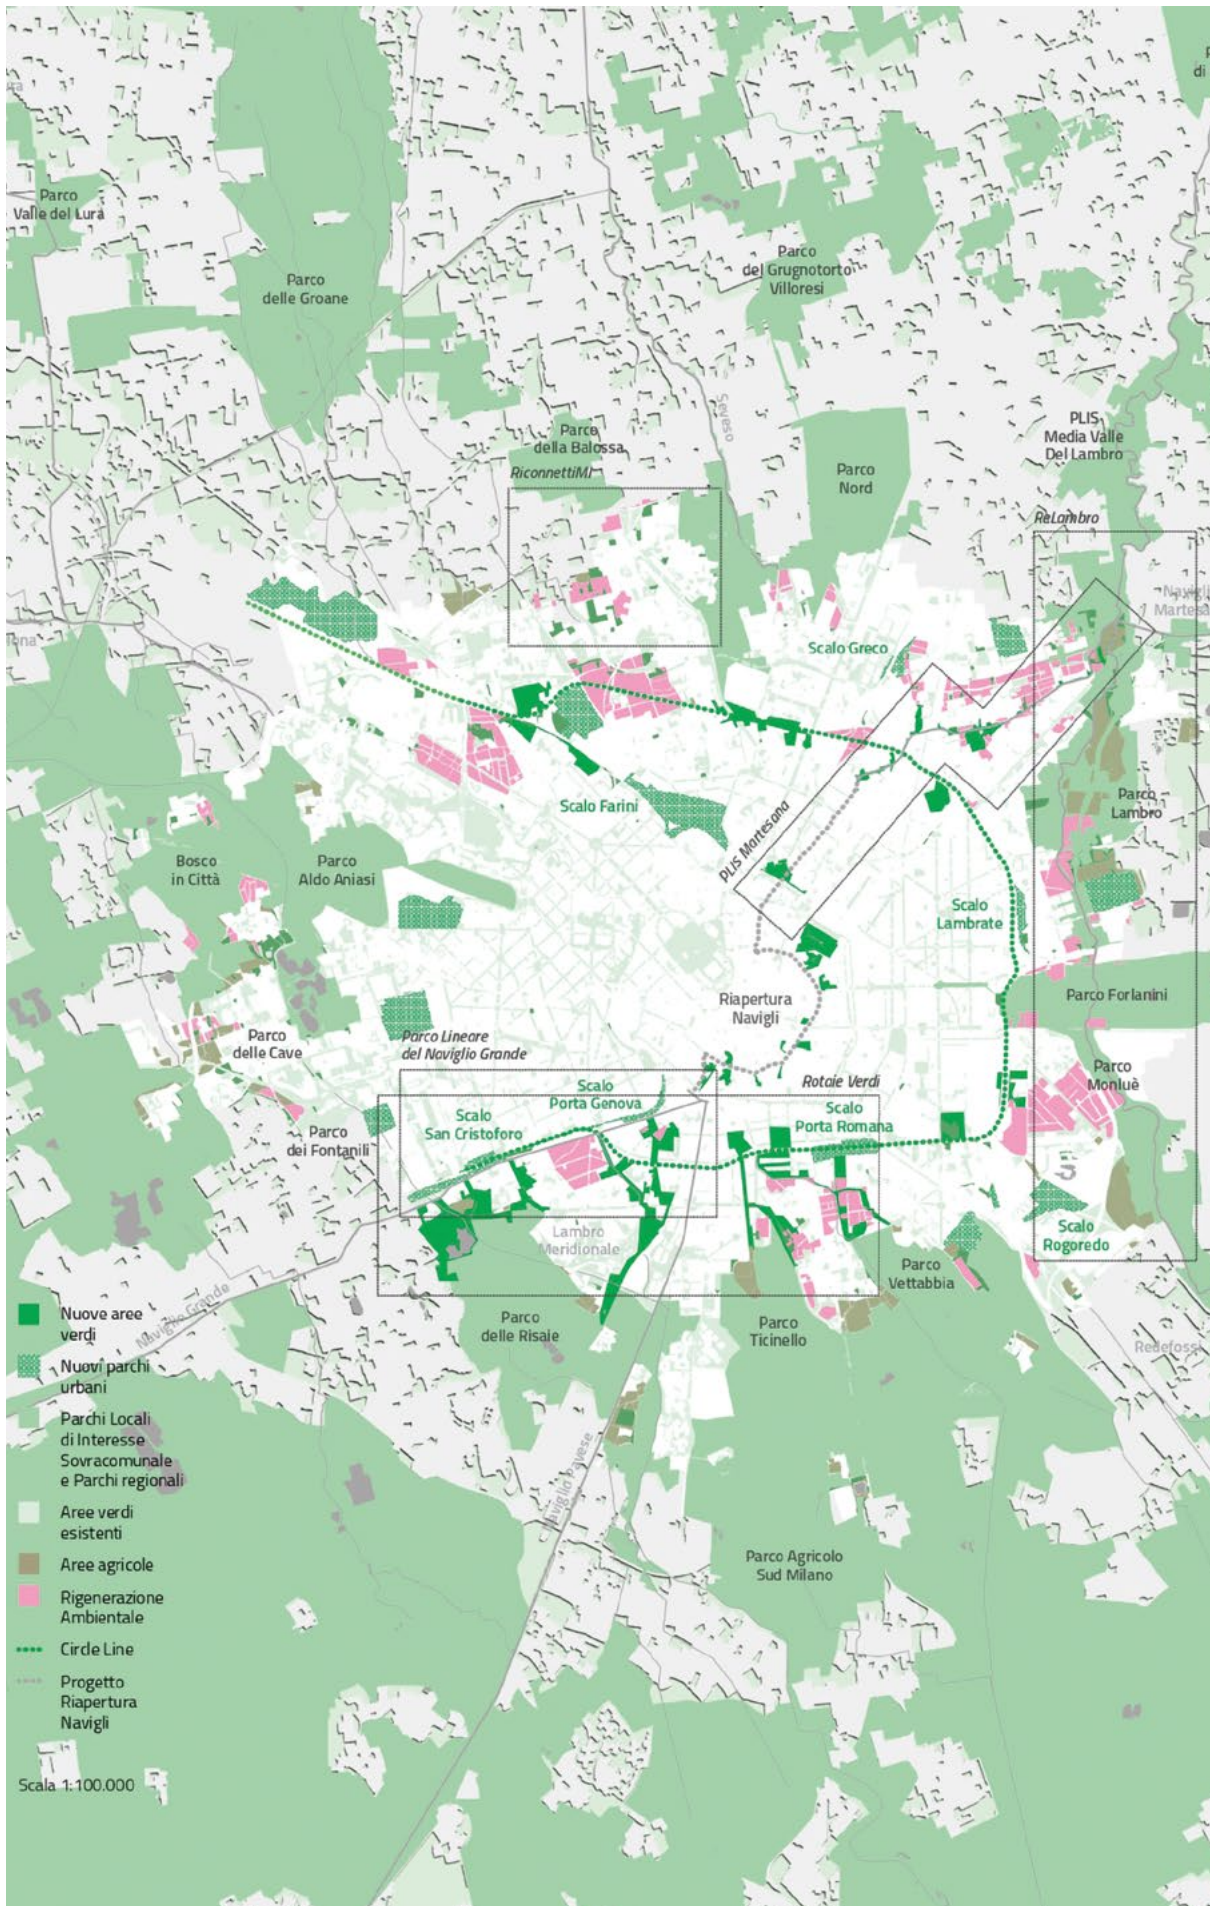 Parco
Valle del Lura
Parco
delle Groane
Parco
del Grugnotorto
Villoresi
di
Seveso
Parco
della Balossa
RiconnettiMI
Parco
Nord
PLIS
Media Valle
Del Lambro
ReLambro
Scalo Greco
Scalo Farini
PLIS Martesana
Parco
Lambro
Bosco
in Città
Parco
Aldo Aniasi
Scalo
Lambrate
Riapertura
Navigli
Parco Forlanini
Parco
delle Cave
Parco Lineare
del Naviglio Grande
Rotaie Verdi
Parco
Monluè
Scalo
Porta Genova
Scalo
San Cristoforo
Scalo
Porta Romana
Parco
dei Fontanili
Lambro
Meridionale
Scalo
Rogoredo
Parco
Vettabbia
Naviglio Grande
Parco
delle Risaie
Parco
Ticinello
Redefossi
Naviglio Pavese
Parco Agricolo
Sud Milano
Nuove aree
verdi
Nuovi parchi
urbani
Parchi Locali
di Interesse
Sovracomunale
e Parchi regionali
Aree verdi
esistenti
Aree agricole
Rigenerazione
Ambientale
Circle Line
Progetto
Riapertura
Navigli
Scala 1:100.000